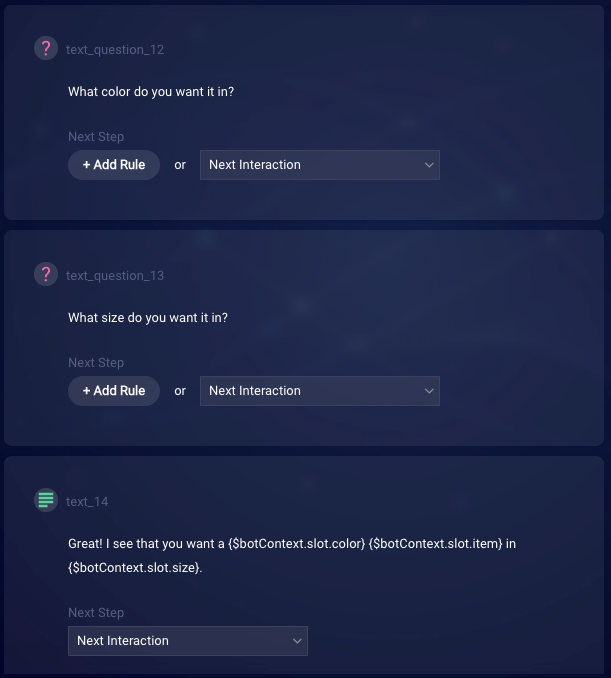 ? text_question_12
What color do you want it in?
Next Step
+ Add Rule or Next Interaction
? text_question_13
What size do you want it in?
Next Step
+ Add Rule or Next Interaction
text_14
Great! I see that you want a {$botContext.slot.color} {$botContext.slot.item} in
{$botContext.slot.size}.
Next Step
Next Interaction